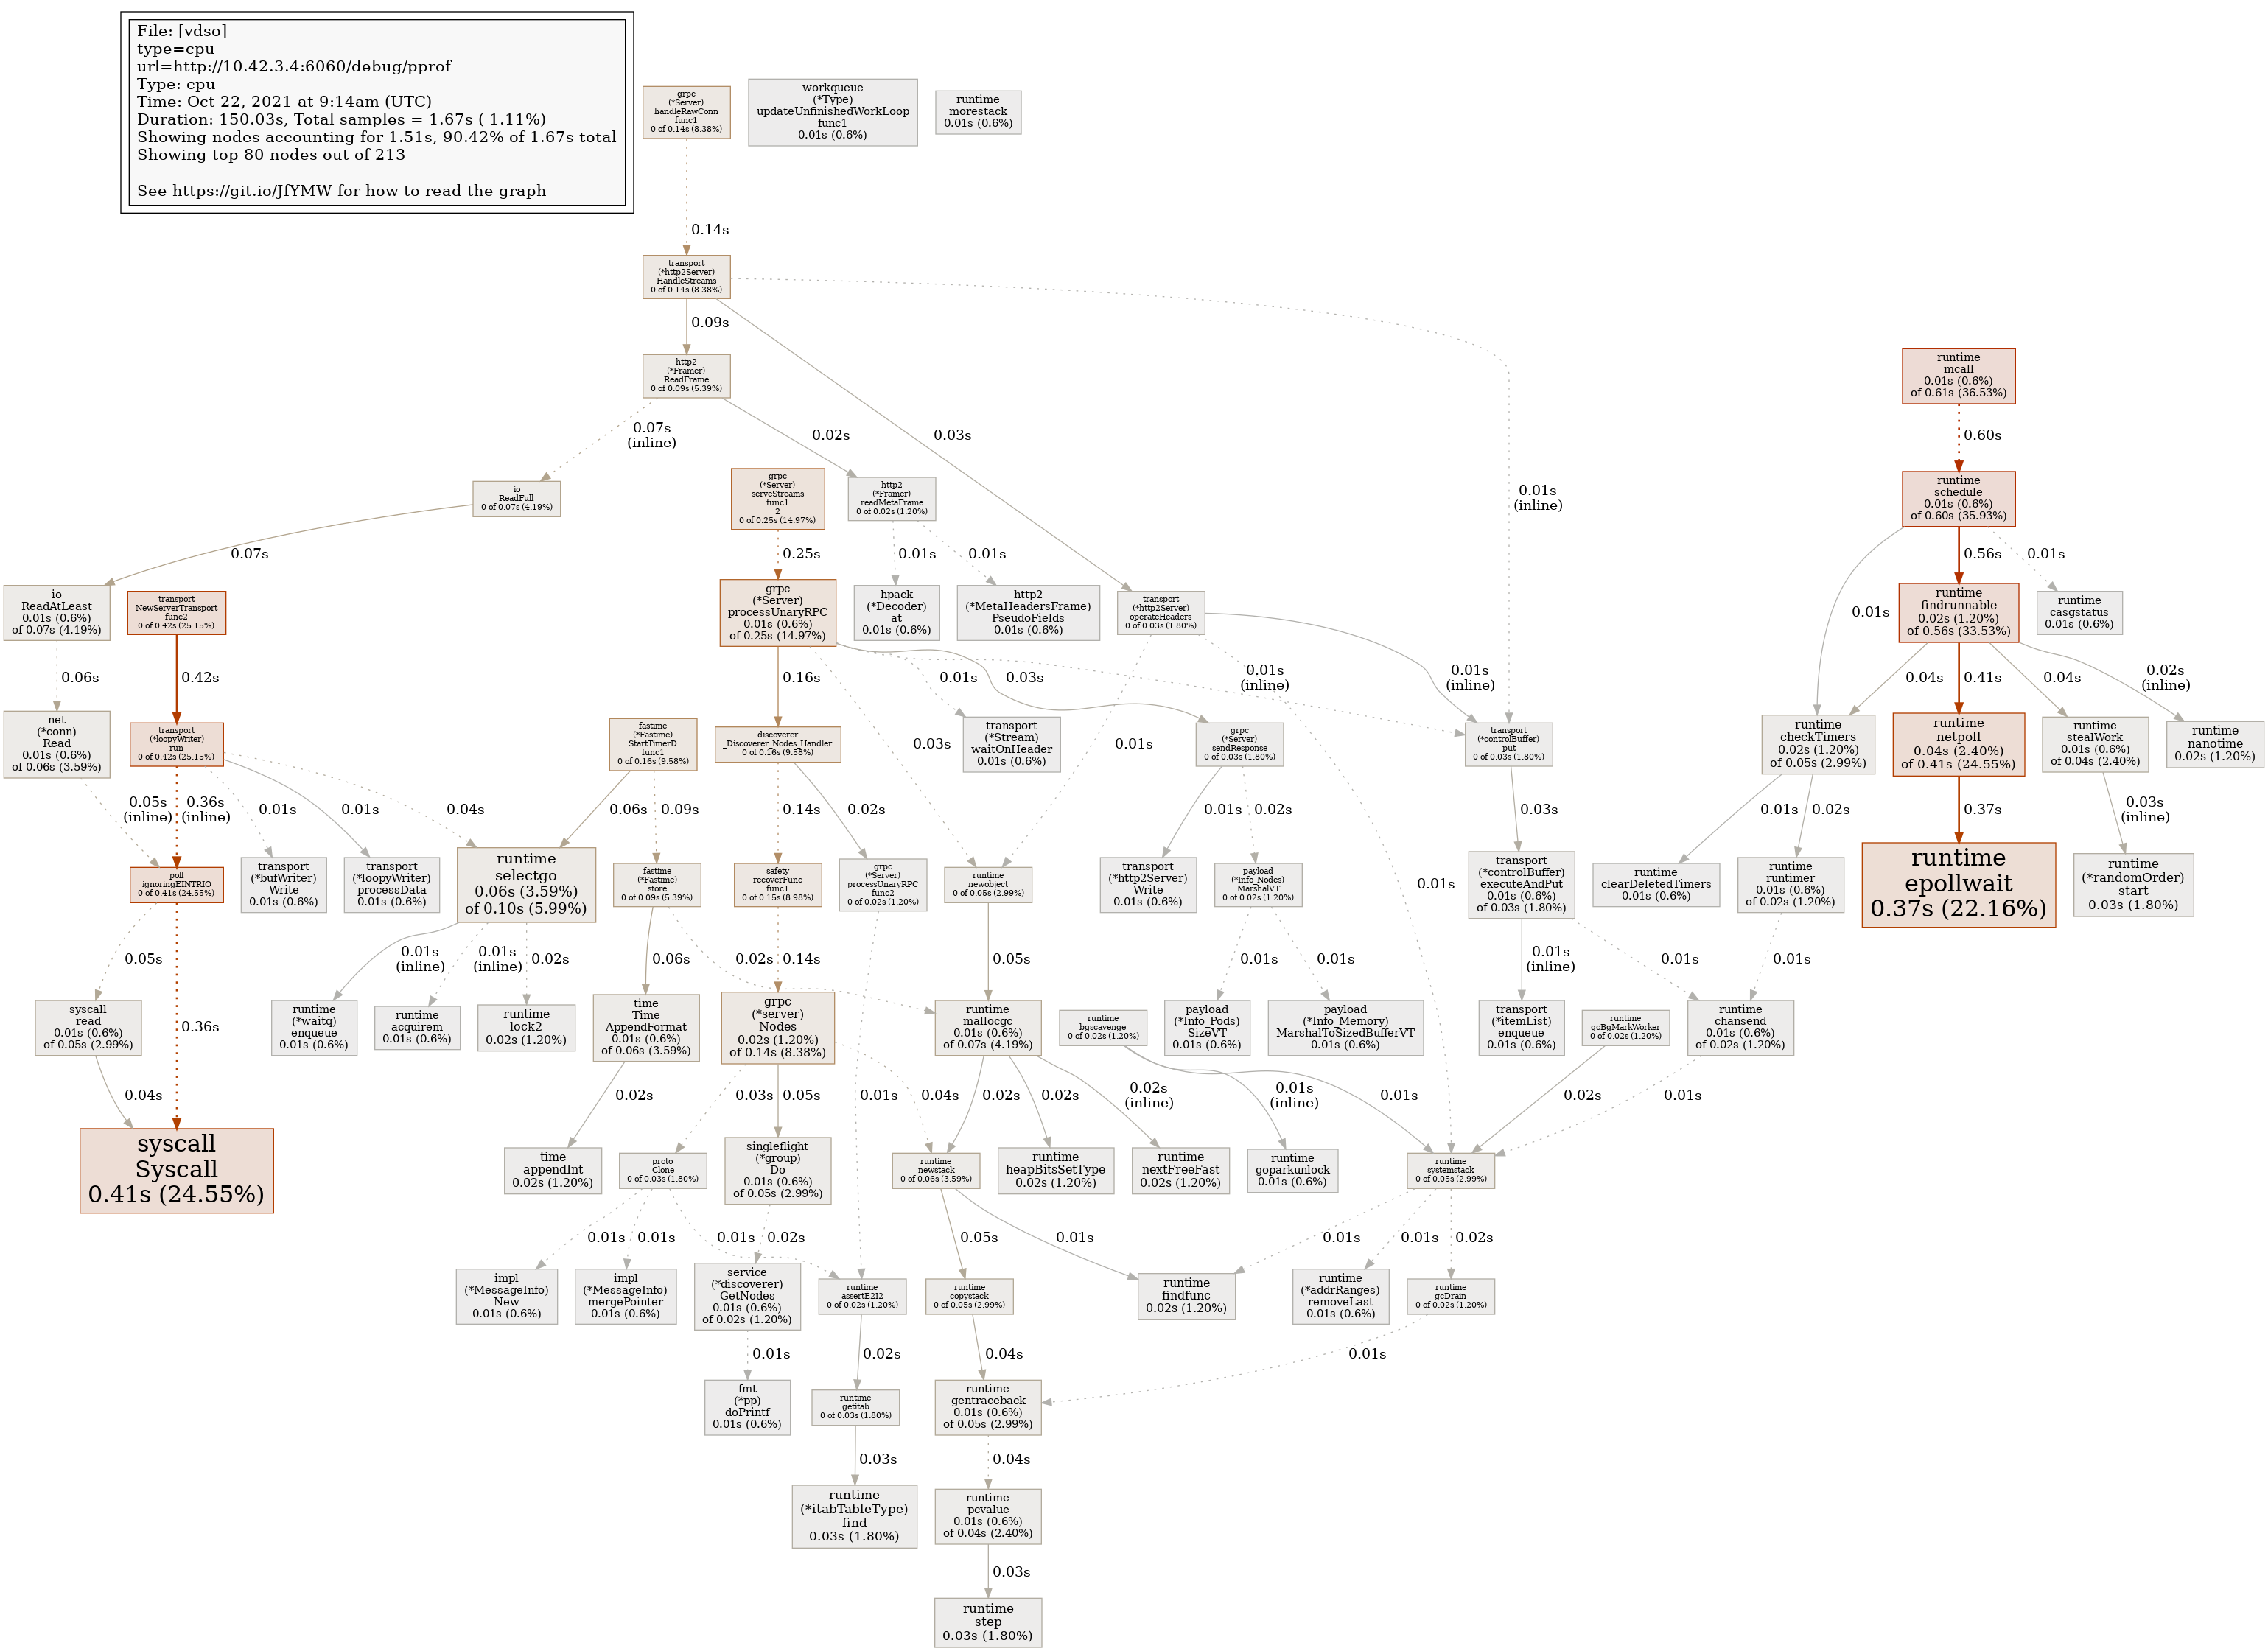 File: [vdso]
type=cpu
url=http://10.42.3.4:6060/debug/pprof
Type: cpu
Time: Oct 22, 2021 at 9:14am (UTC)
Duration: 150.03s, Total samples = 1.67s ( 1.11%)
Showing nodes accounting for 1.51s, 90.42% of 1.67s total
Showing top 80 nodes out of 213
See https://git.io/JfYMW for how to read the graph
grpc
(*Server)
handleRawConn
func1
0 of 0.14s (8.38%)
workqueue
(*Type)
updateUnfinishedWorkLoop
func1
0.01s (0.6%)
runtime
morestack
0.01s (0.6%)
0.14s
transport
(*http2Server)
HandleStreams
0 of 0.14s (8.38%)
0.09s
http2
(*Framer)
ReadFrame
0 of 0.09s (5.39%)
runtime
mcall
0.01s (0.6%)
of 0.61s (36.53%)
0.07s
(inline)
0.02s
0.03s
0.60s
io
ReadFull
0 of 0.07s (4.19%)
grpc
(*Server)
serveStreams
func1
2
0 of 0.25s (14.97%)
http2
(*Framer)
readMetaFrame
0 of 0.02s (1.20%)
0.01s
(inline)
runtime
schedule
0.01s (0.6%)
of 0.60s (35.93%)
0.07s
0.25s
0.01s
0.01s
0.56s
0.01s
io
ReadAtLeast
0.01s (0.6%)
of 0.07s (4.19%)
transport
NewServerTransport
func2
0 of 0.42s (25.15%)
grpc
(*Server)
processUnaryRPC
0.01s (0.6%)
of 0.25s (14.97%)
hpack
(*Decoder)
at
0.01s (0.6%)
http2
(*MetaHeadersFrame)
PseudoFields
0.01s (0.6%)
transport
(*http2Server)
operateHeaders
0 of 0.03s (1.80%)
0.01s
runtime
findrunnable
0.02s (1.20%)
of 0.56s (33.53%)
runtime
casgstatus
0.01s (0.6%)
0.06s
0.42s
0.16s
0.01s
0.03s
0.01s
(inline)
0.01s
(inline)
0.04s
0.41s
0.04s
0.02s
(inline)
net
(*conn)
Read
0.01s (0.6%)
of 0.06s (3.59%)
transport
(*loopyWriter)
run
0 of 0.42s (25.15%)
fastime
(*Fastime)
StartTimerD
func1
0 of 0.16s (9.58%)
discoverer
_Discoverer_Nodes_Handler
0 of 0.16s (9.58%)
0.03s
transport
(*Stream)
waitOnHeader
0.01s (0.6%)
0.01s
grpc
(*Server)
sendResponse
0 of 0.03s (1.80%)
transport
(*controlBuffer)
put
0 of 0.03s (1.80%)
runtime
checkTimers
0.02s (1.20%)
of 0.05s (2.99%)
runtime
netpoll
0.04s (2.40%)
of 0.41s (24.55%)
runtime
stealWork
0.01s (0.6%)
of 0.04s (2.40%)
runtime
nanotime
0.02s (1.20%)
0.05s
(inline)
0.36s
(inline)
0.01s
0.01s
0.04s
0.06s
0.09s
0.14s
0.02s
0.01s
0.02s
0.03s
0.01s
0.02s
0.37s
0.03s
(inline)
poll
ignoringEINTRIO
0 of 0.41s (24.55%)
transport
(*bufWriter)
Write
0.01s (0.6%)
transport
(*loopyWriter)
processData
0.01s (0.6%)
runtime
selectgo
0.06s (3.59%)
of 0.10s (5.99%)
fastime
(*Fastime)
store
0 of 0.09s (5.39%)
safety
recoverFunc
func1
0 of 0.15s (8.98%)
grpc
(*Server)
processUnaryRPC
func2
0 of 0.02s (1.20%)
runtime
newobject
0 of 0.05s (2.99%)
transport
(*http2Server)
Write
0.01s (0.6%)
payload
(*Info_Nodes)
MarshalVT
0 of 0.02s (1.20%)
0.01s
transport
(*controlBuffer)
executeAndPut
0.01s (0.6%)
of 0.03s (1.80%)
runtime
clearDeletedTimers
0.01s (0.6%)
runtime
runtimer
0.01s (0.6%)
of 0.02s (1.20%)
runtime
epollwait
0.37s (22.16%)
runtime
(*randomOrder)
start
0.03s (1.80%)
0.05s
0.36s
0.01s
(inline)
0.01s
(inline)
0.02s
0.06s
0.02s
0.14s
0.05s
0.01s
0.01s
0.01s
(inline)
0.01s
0.01s
syscall
read
0.01s (0.6%)
of 0.05s (2.99%)
runtime
(*waitq)
enqueue
0.01s (0.6%)
runtime
acquirem
0.01s (0.6%)
runtime
lock2
0.02s (1.20%)
time
Time
AppendFormat
0.01s (0.6%)
of 0.06s (3.59%)
grpc
(*server)
Nodes
0.02s (1.20%)
of 0.14s (8.38%)
runtime
mallocgc
0.01s (0.6%)
of 0.07s (4.19%)
runtime
bgscavenge
0 of 0.02s (1.20%)
payload
(*Info_Pods)
SizeVT
0.01s (0.6%)
payload
(*Info_Memory)
MarshalToSizedBufferVT
0.01s (0.6%)
transport
(*itemList)
enqueue
0.01s (0.6%)
runtime
gcBgMarkWorker
0 of 0.02s (1.20%)
runtime
chansend
0.01s (0.6%)
of 0.02s (1.20%)
0.04s
0.02s
0.03s
0.05s
0.01s
0.04s
0.02s
0.02s
0.02s
(inline)
0.01s
(inline)
0.01s
0.02s
0.01s
syscall
Syscall
0.41s (24.55%)
time
appendInt
0.02s (1.20%)
proto
Clone
0 of 0.03s (1.80%)
singleflight
(*group)
Do
0.01s (0.6%)
of 0.05s (2.99%)
runtime
newstack
0 of 0.06s (3.59%)
runtime
heapBitsSetType
0.02s (1.20%)
runtime
nextFreeFast
0.02s (1.20%)
runtime
goparkunlock
0.01s (0.6%)
runtime
systemstack
0 of 0.05s (2.99%)
0.01s
0.01s
0.01s
0.02s
0.05s
0.01s
0.01s
0.01s
0.02s
impl
(*MessageInfo)
New
0.01s (0.6%)
impl
(*MessageInfo)
mergePointer
0.01s (0.6%)
service
(*discoverer)
GetNodes
0.01s (0.6%)
of 0.02s (1.20%)
runtime
assertE2I2
0 of 0.02s (1.20%)
runtime
copystack
0 of 0.05s (2.99%)
runtime
findfunc
0.02s (1.20%)
runtime
(*addrRanges)
removeLast
0.01s (0.6%)
runtime
gcDrain
0 of 0.02s (1.20%)
0.01s
0.02s
0.04s
0.01s
fmt
(*pp)
doPrintf
0.01s (0.6%)
runtime
getitab
0 of 0.03s (1.80%)
runtime
gentraceback
0.01s (0.6%)
of 0.05s (2.99%)
0.03s
0.04s
runtime
(*itabTableType)
find
0.03s (1.80%)
runtime
pcvalue
0.01s (0.6%)
of 0.04s (2.40%)
0.03s
runtime
step
0.03s (1.80%)